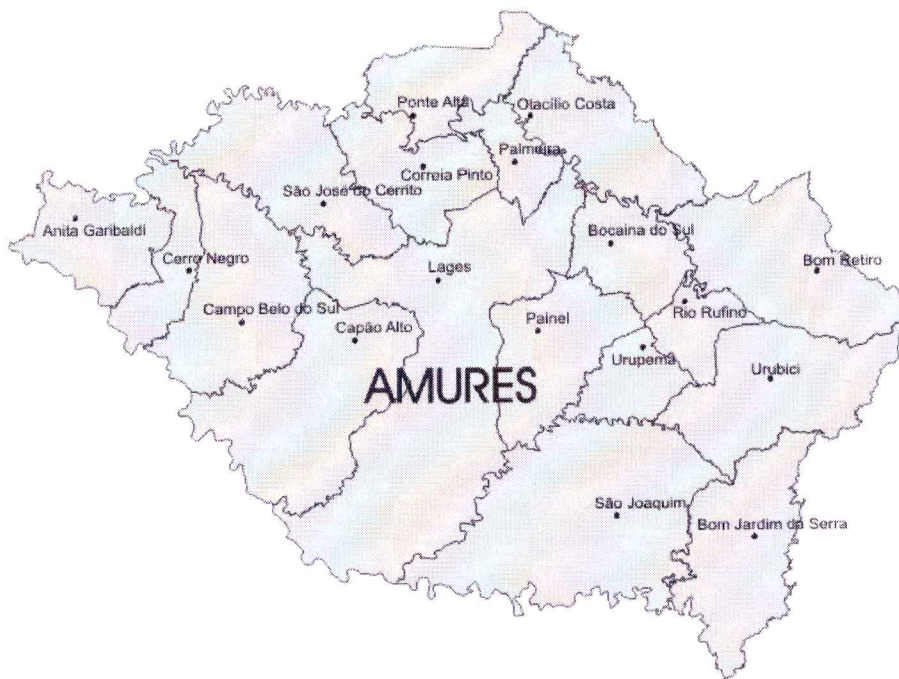 Ponte Alta
Otacílio Costa
Palmeira
Correia Pinto
São José do Cerrito
Anita Garibaldi
Bocaina do Sul
Cerro Negro
Lages
Bom Retiro
Campo Belo do Sul
Capão Alto
Painel
Rio Rufino
Urupema
Urubici
AMURES
São Joaquim
Bom Jardim da Serra